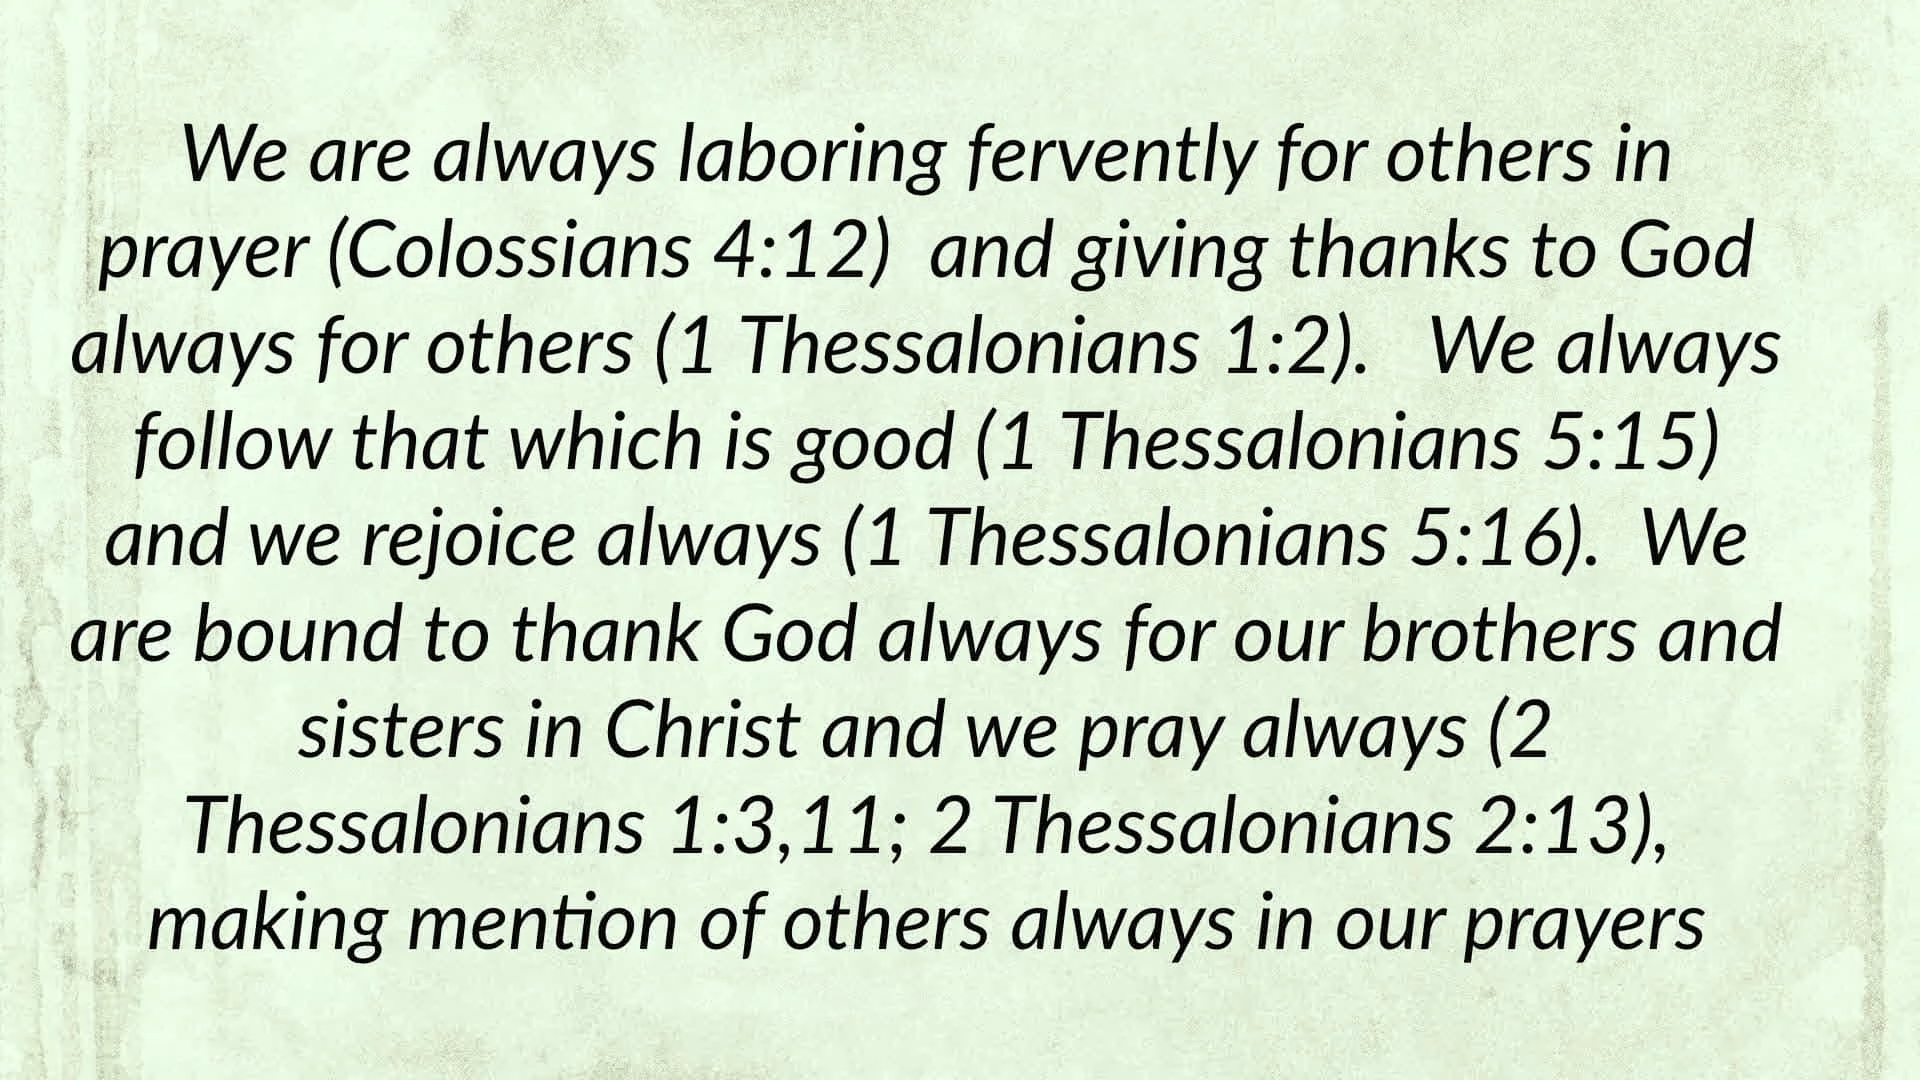 We are always laboring fervently for others in
prayer (Colossians 4:12)  and giving thanks to God
always for others (1 Thessalonians 1:2).   We always
follow that which is good (1 Thessalonians 5:15)
and we rejoice always (1 Thessalonians 5:16).  We
are bound to thank God always for our brothers and
sisters in Christ and we pray always (2
Thessalonians 1:3,11; 2 Thessalonians 2:13),
making mention of others always in our prayers